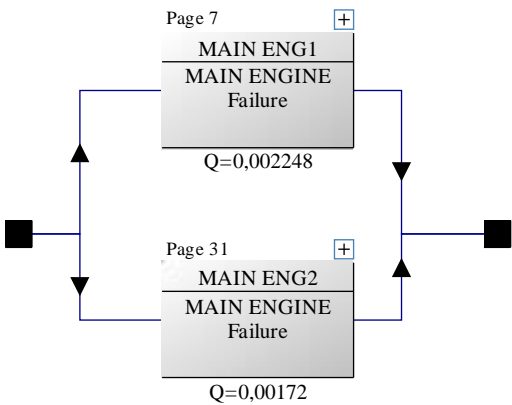 Page 7
MAIN ENG1
MAIN ENGINE
Failure
Q=0,002248
Page 31
MAIN ENG2
MAIN ENGINE
Failure
Q=0,00172